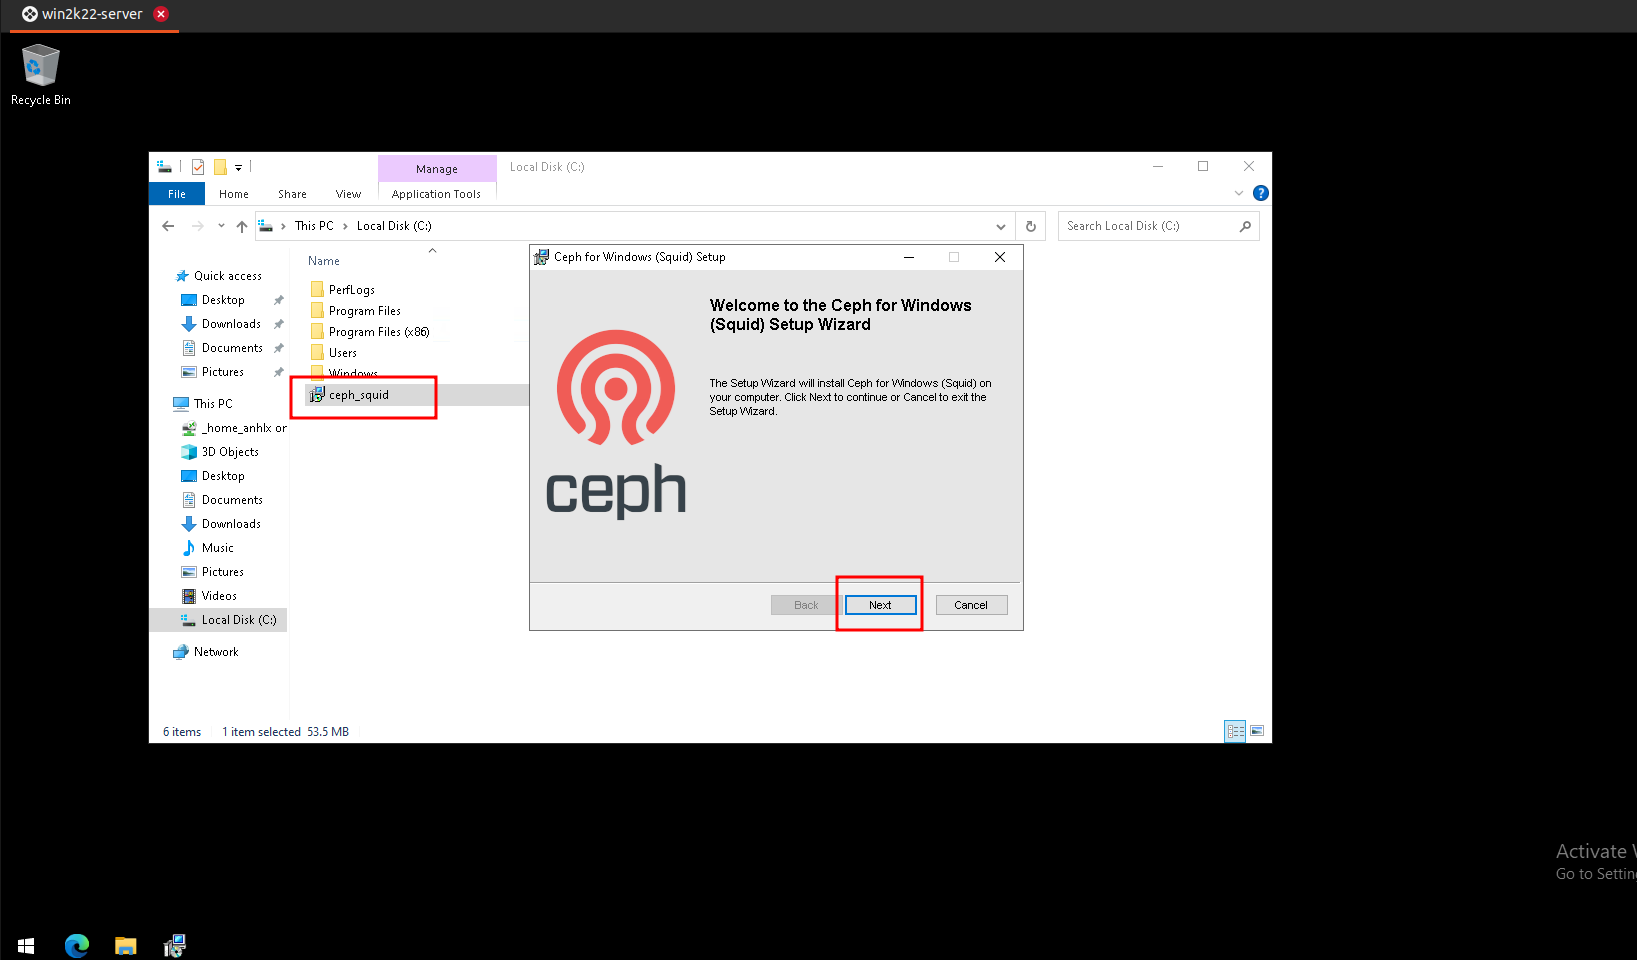 win2k22-server
Recycle Bin
Manage
Local Disk (C:)
File
Home
Share
View
Application Tools
This PC
Local Disk (C:)
Search Local Disk (C:)
Name
Quick access
Desktop
Downloads
Documents
Pictures
This PC
_home_anhlx or
3D Objects
Desktop
Documents
Downloads
Music
Pictures
Videos
Local Disk (C:)
Network
PerfLogs
Program Files
Program Files (x86)
Users
Windows
ceph_squid
Ceph for Windows (Squid) Setup
Welcome to the Ceph for Windows
(Squid) Setup Wizard
The Setup Wizard will install Ceph for Windows (Squid) on
your computer. Click Next to continue or Cancel to exit the
Setup Wizard.
ceph
Back
Next
Cancel
6 items
1 item selected 53.5 MB
Activate
Go to Settin